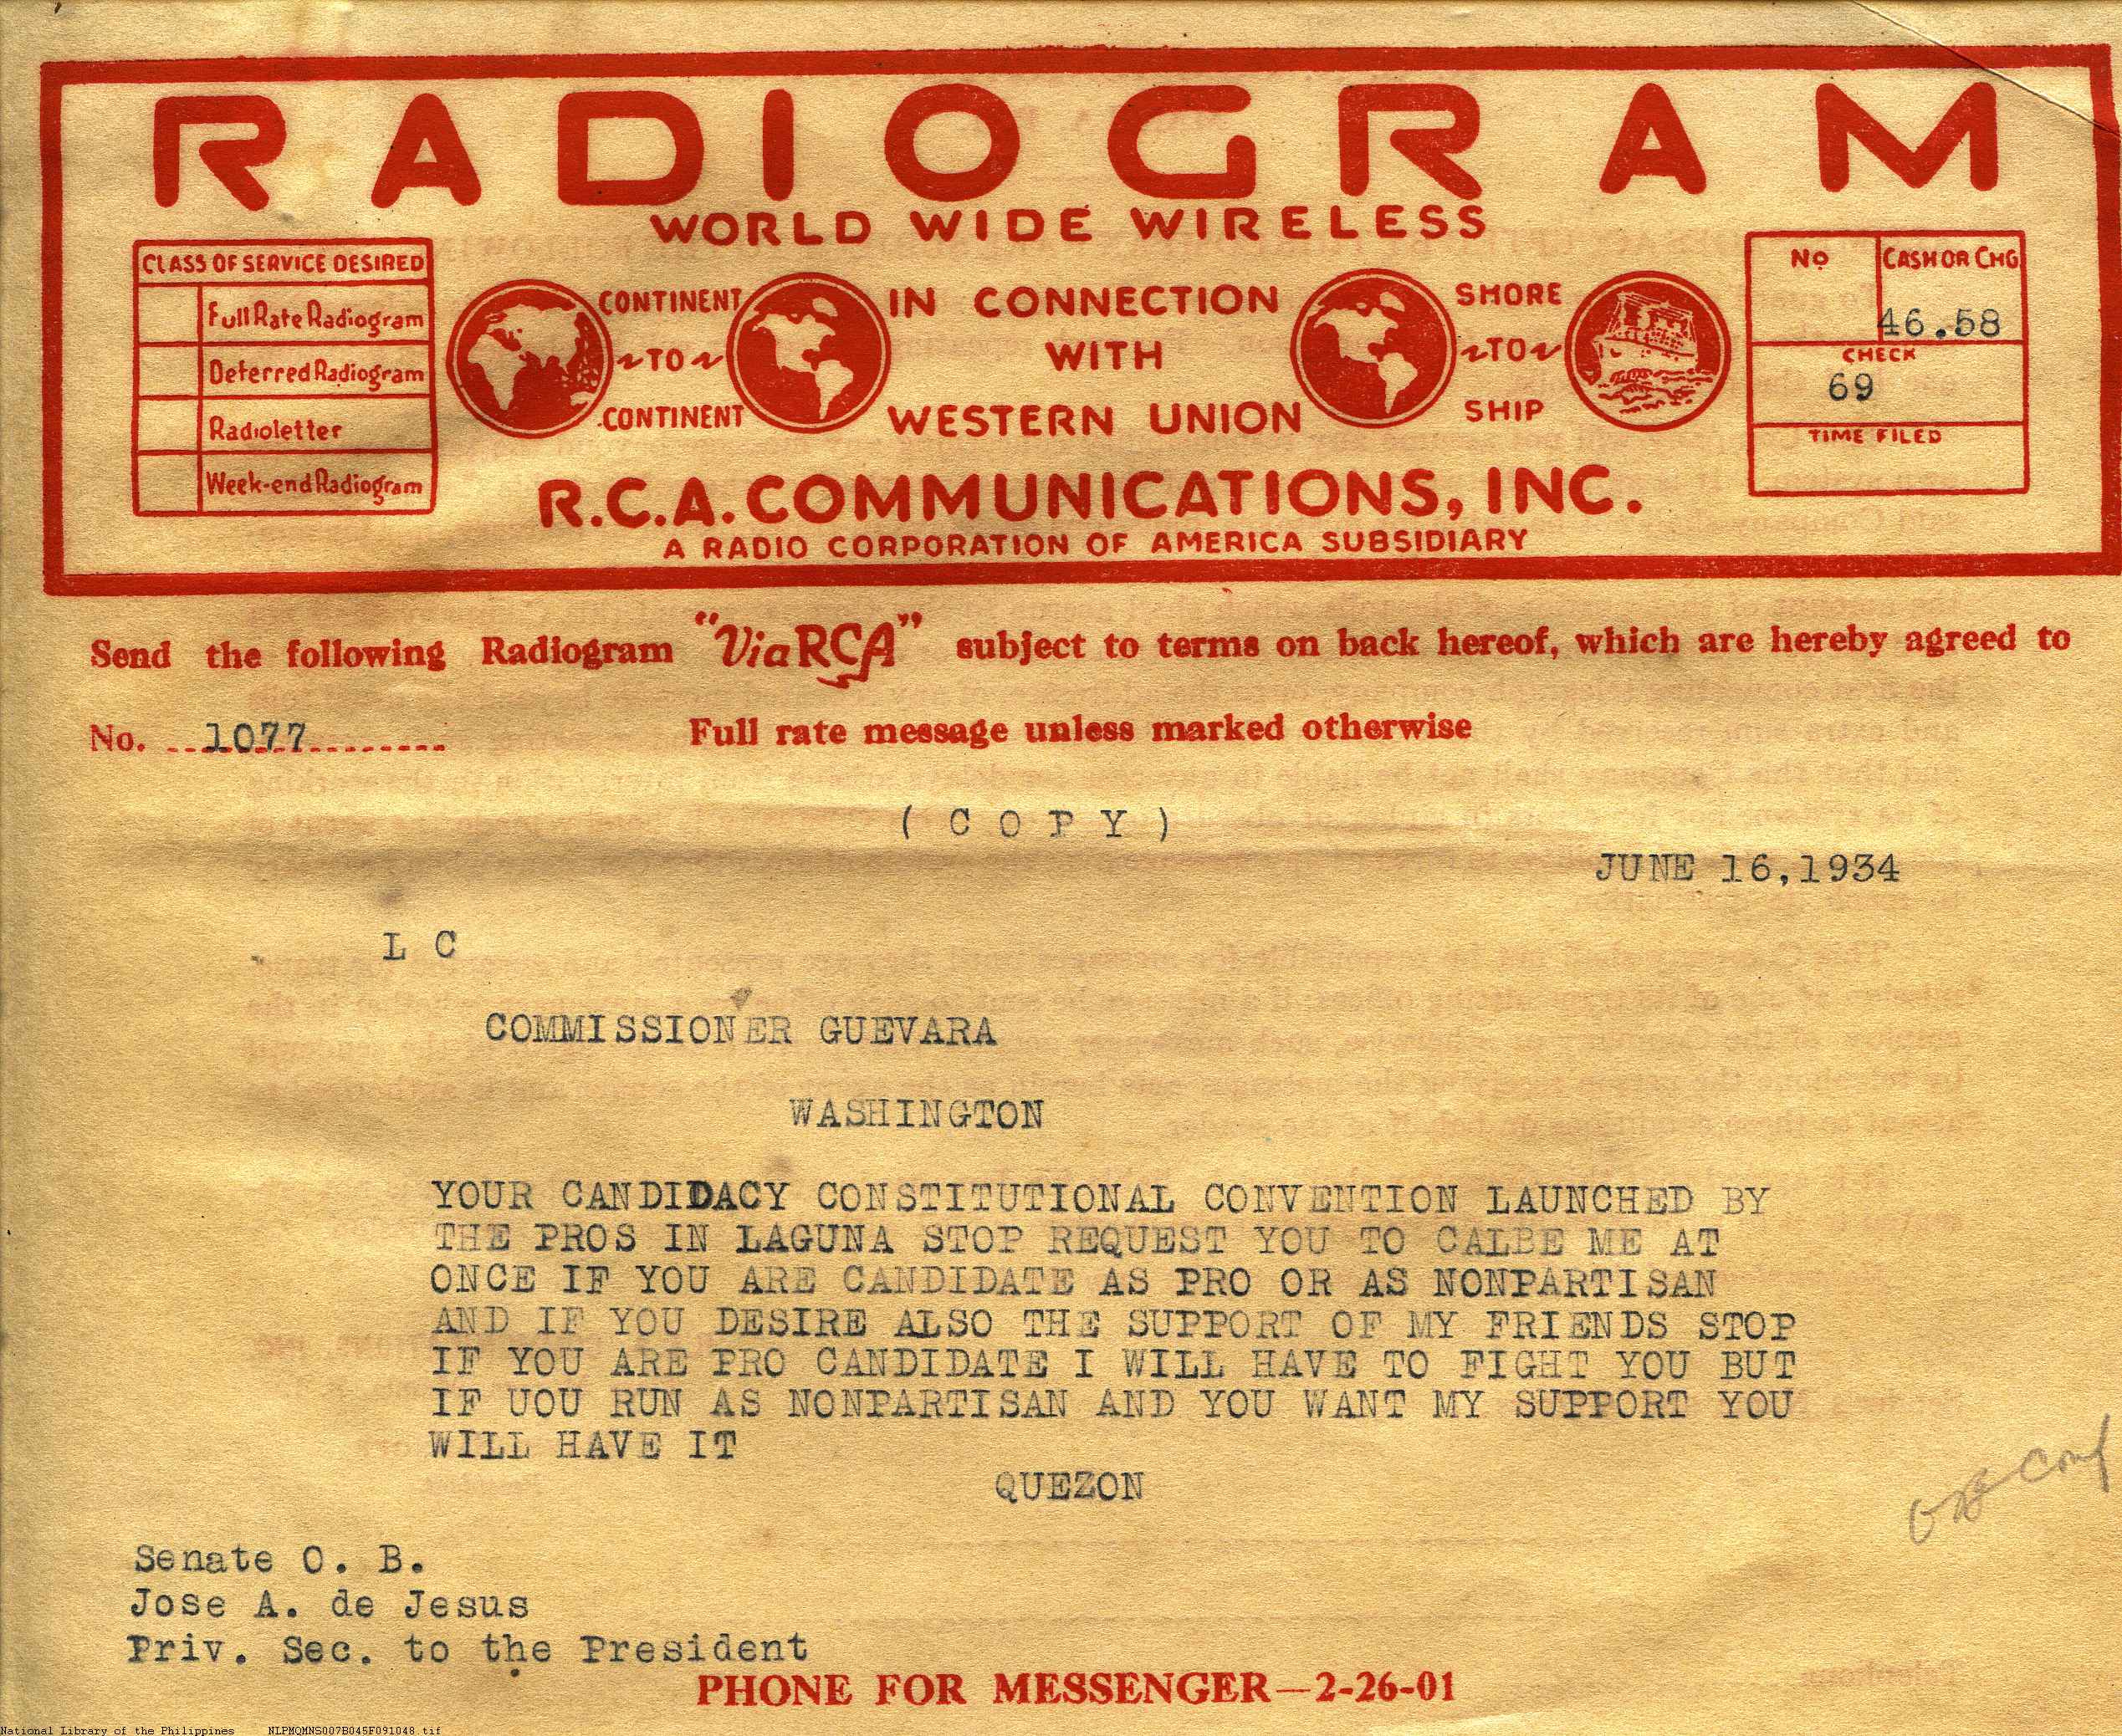 RADIOGRAM
WORLD WIDE WIRELESS
CLASS OF SERVICE DESIRED
Full Rate Radiogram
Deferred Radiogram
Radioletter
Week-end Radiogram
CONTINENT
TO
CONTINENT
IN CONNECTION
WITH
WESTERN UNION
SHORE
TO
SHIP
No
CASH OR CHG
46.58
CHECK
69
TIME FILED
R.C.A. COMMUNICATIONS, INC.
A RADIO CORPORATION OF AMERICA SUBSIDIARY
Send the following Radiogram "Via RCA" subject to terms on back hereof, which are hereby agreed to
No. 1077
Full rate message unless marked otherwise
( C O P Y )
JUNE 16,1934
L C
COMMISSIONER GUEVARA
WASHINGTON
YOUR CANDIDACY CONSTITUTIONAL CONVENTION LAUNCHED BY
THE PROS IN LAGUNA STOP REQUEST YOU TO CALBE ME AT
ONCE IF YOU ARE CANDIDATE AS PRO OR AS NONPARTISAN
AND IF YOU DESIRE ALSO THE SUPPORT OF MY FRIENDS STOP
IF YOU ARE PRO CANDIDATE I WILL HAVE TO FIGHT YOU BUT
IF UOU RUN AS NONPARTISAN AND YOU WANT MY SUPPORT YOU
WILL HAVE IT
QUEZON
Senate O. B.
Jose A. de Jesus
Priv. Sec. to the President
PHONE FOR MESSENGER—2-26-01
National Library of the Philippines NLPMQMNS007B045F091048.tif